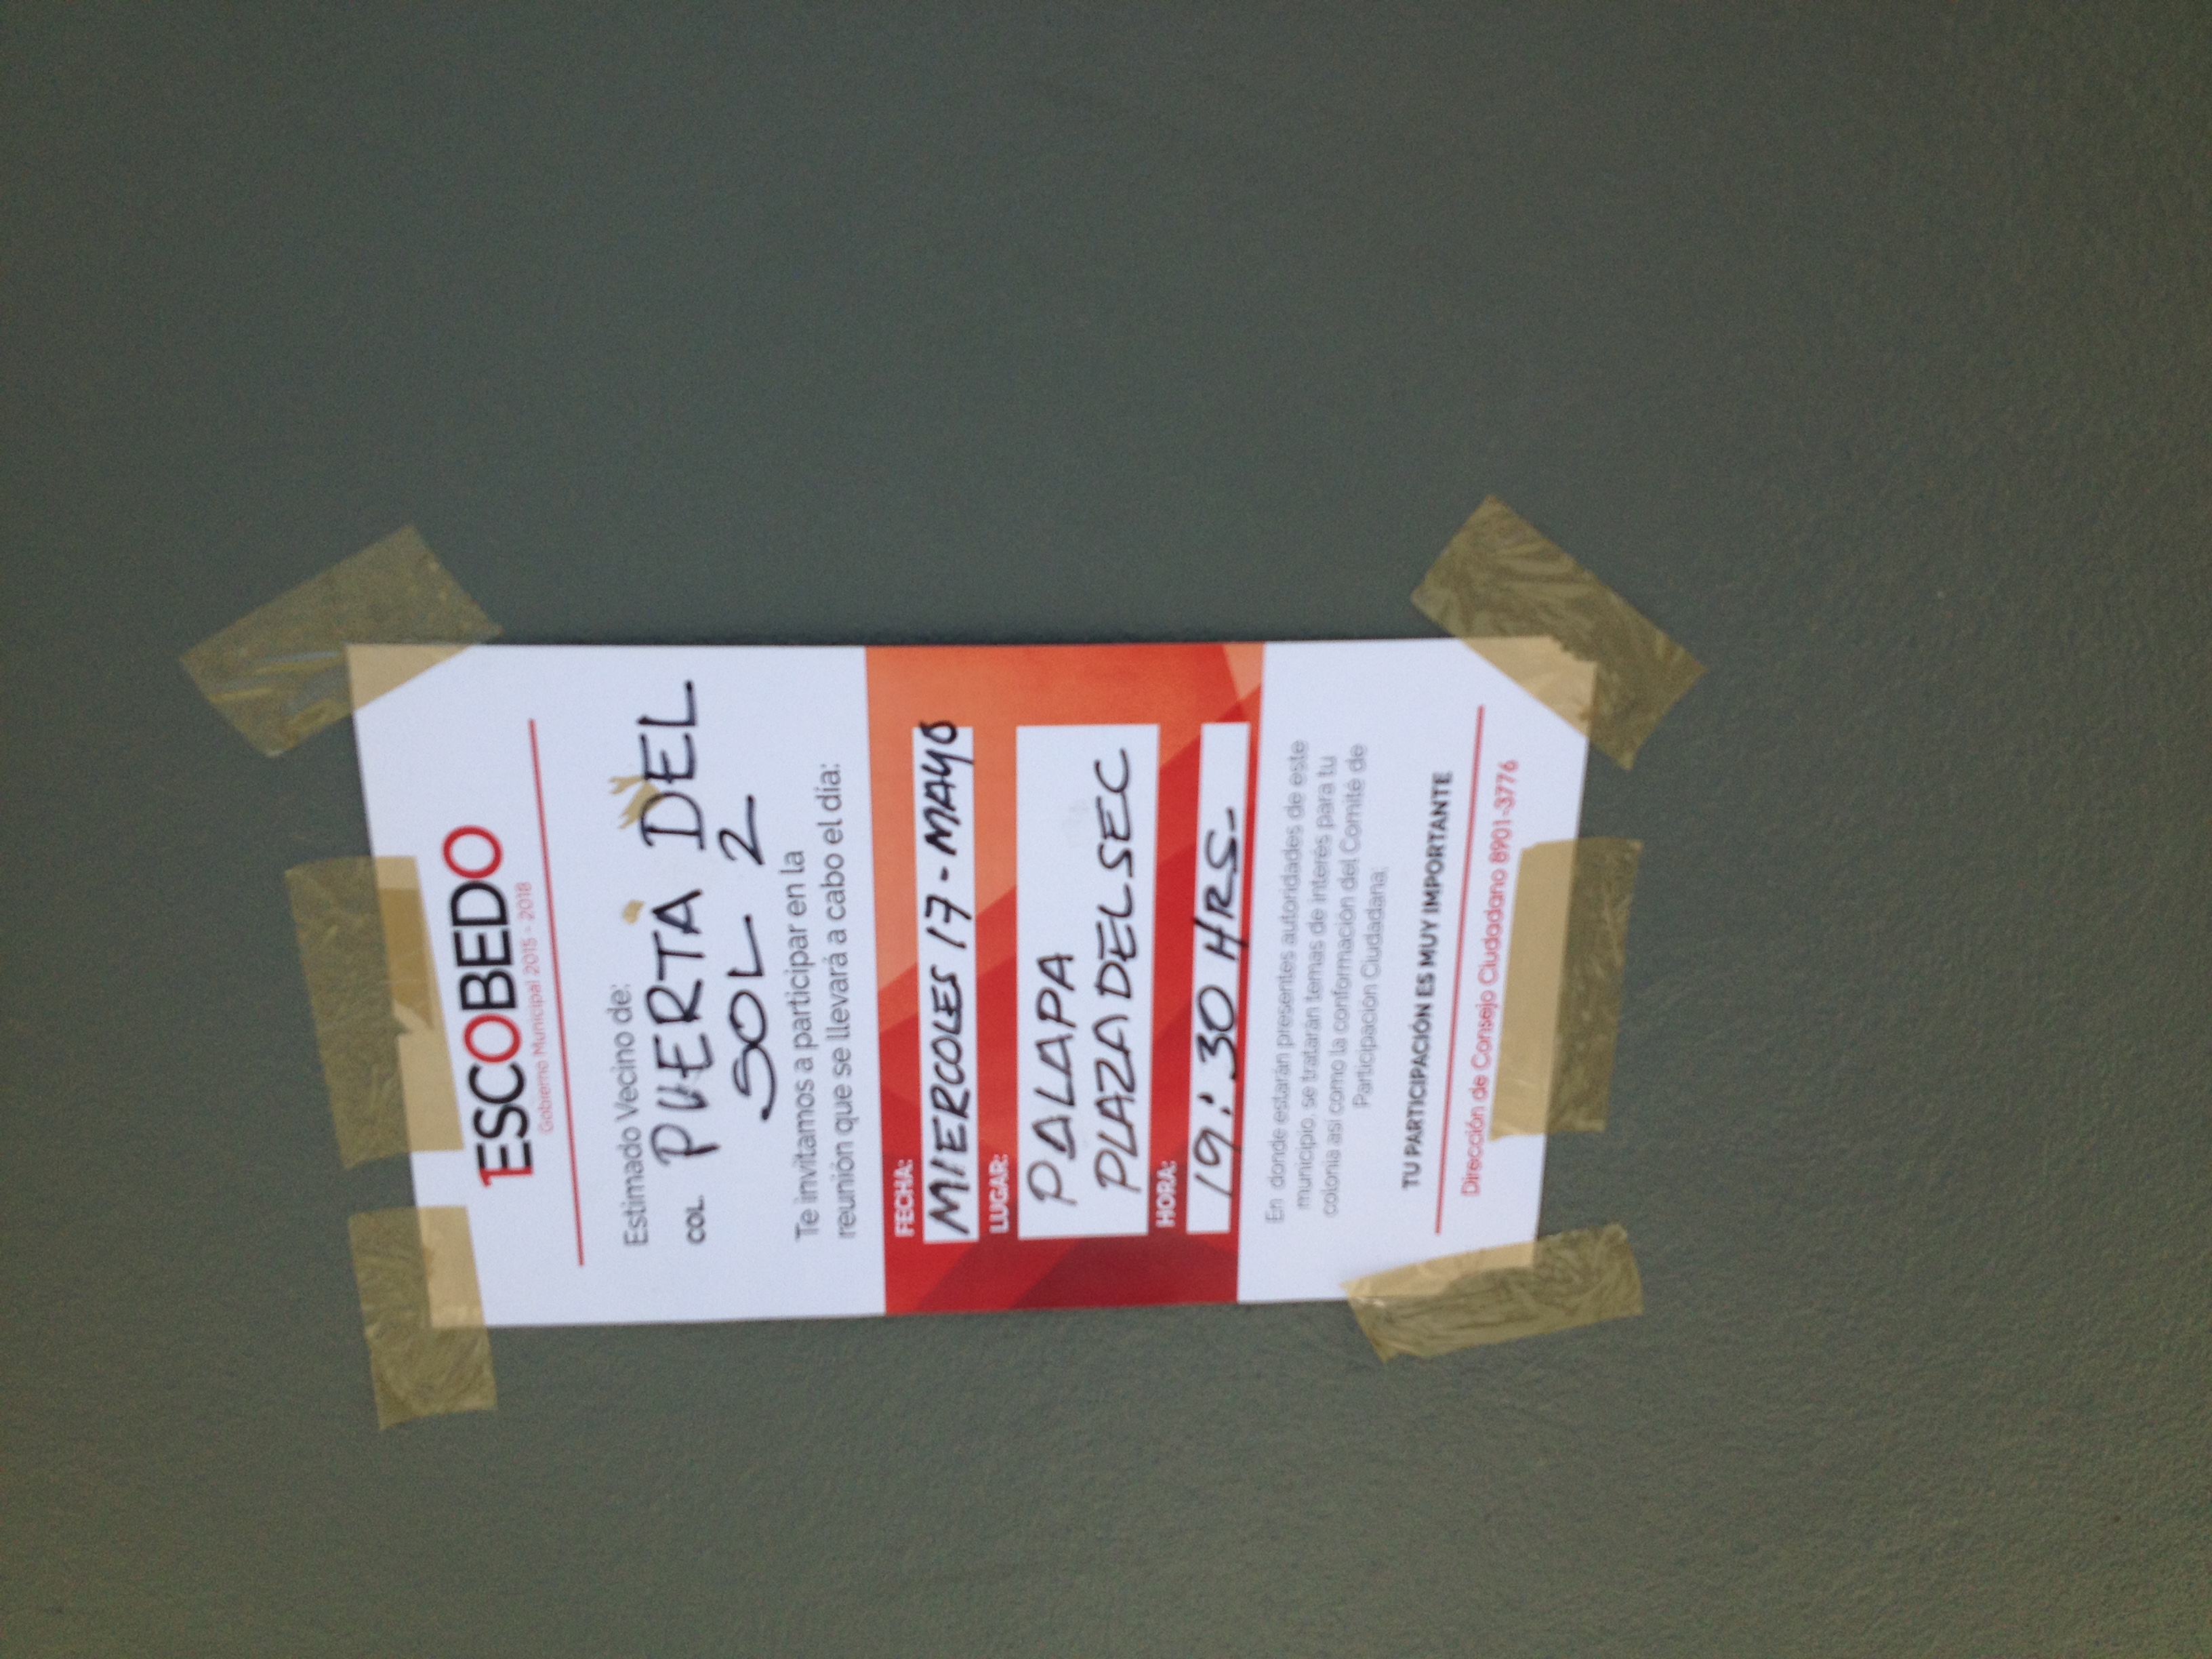 ESCOBEDO
Gobierno Municipal 2015 - 2018
Estimado Vecino de:
COL PUERTA DEL
SOL 2
Te invitamos a participar en la
reunión que se llevará a cabo el día:
FECHA:
MIERCOLES 17 - MAYO
LUGAR:
PALAPA
PLAZA DEL SEC
HORA:
19:30 HRS-
En donde estarán presentes autoridades de este
municipio, se tratarán temas de interés para tu
colonia así como la conformación del Comité de
Participación Ciudadana:
TU PARTICIPACIÓN ES MUY IMPORTANTE
Dirección de Consejo Ciudadano 8901-3776